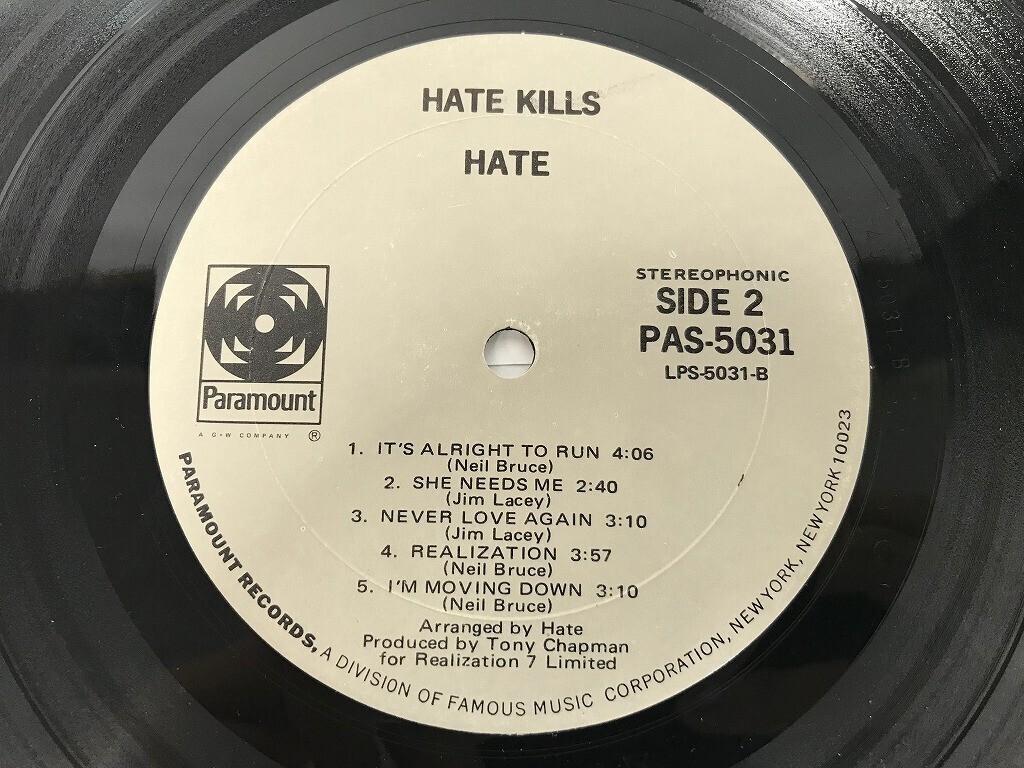 HATE KILLS
HATE
STEREOPHONIC
SIDE 2
PAS-5031
LPS-5031-B
Paramount
A G+W COMPANY ®
1. IT'S ALRIGHT TO RUN 4:06
(Neil Bruce)
2. SHE NEEDS ME 2:40
(Jim Lacey)
3. NEVER LOVE AGAIN 3:10
(Jim Lacey)
4. REALIZATION 3:57
(Neil Bruce)
5. I'M MOVING DOWN 3:10
(Neil Bruce)
Arranged by Hate
Produced by Tony Chapman
for Realization 7 Limited
PARAMOUNT RECORDS, A DIVISION OF FAMOUS MUSIC CORPORATION, NEW YORK, NEW YORK 10023